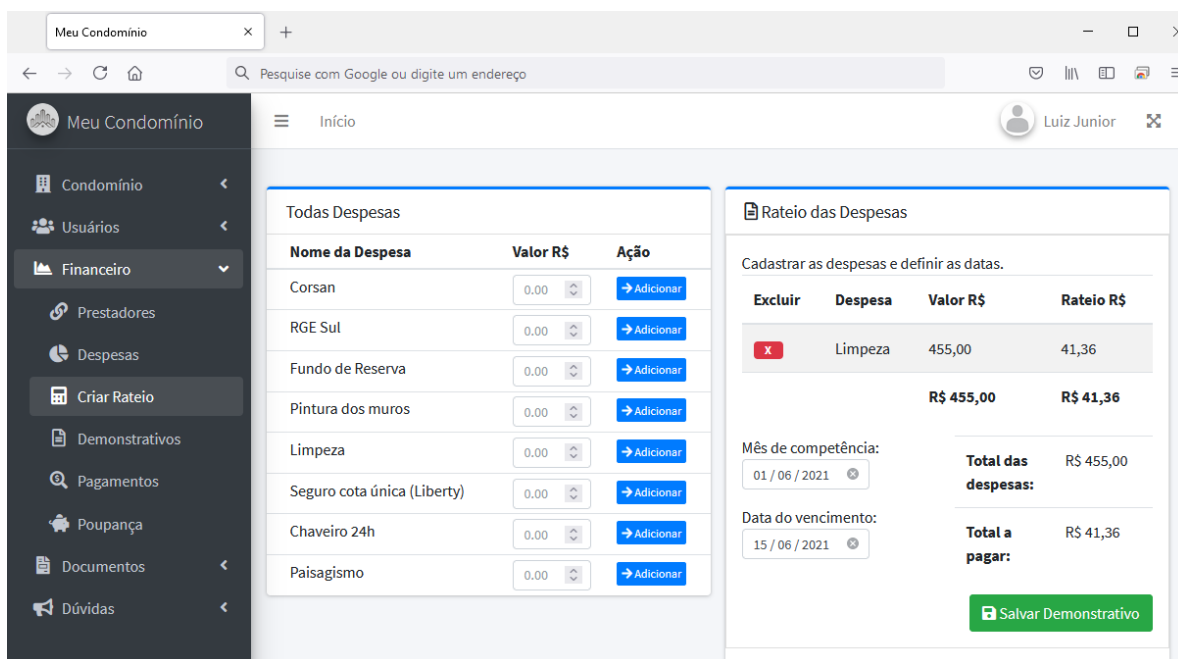 Meu Condomínio
Pesquise com Google ou digite um endereço
Meu Condomínio
Início
Luiz Junior
Condomínio
Usuários
Financeiro
Prestadores
Despesas
Criar Rateio
Demonstrativos
Pagamentos
Poupança
Documentos
Dúvidas
Todas Despesas
Nome da Despesa Valor R$ Ação
Corsan 0.00 Adicionar
RGE Sul 0.00 Adicionar
Fundo de Reserva 0.00 Adicionar
Pintura dos muros 0.00 Adicionar
Limpeza 0.00 Adicionar
Seguro cota única (Liberty) 0.00 Adicionar
Chaveiro 24h 0.00 Adicionar
Paisagismo 0.00 Adicionar
Rateio das Despesas
Cadastrar as despesas e definir as datas.
Excluir Despesa Valor R$ Rateio R$
X Limpeza 455,00 41,36
R$ 455,00 R$ 41,36
Mês de competência:
01 / 06 / 2021
Data do vencimento:
15 / 06 / 2021
Total das R$ 455,00
despesas:
Total a R$ 41,36
pagar:
Salvar Demonstrativo